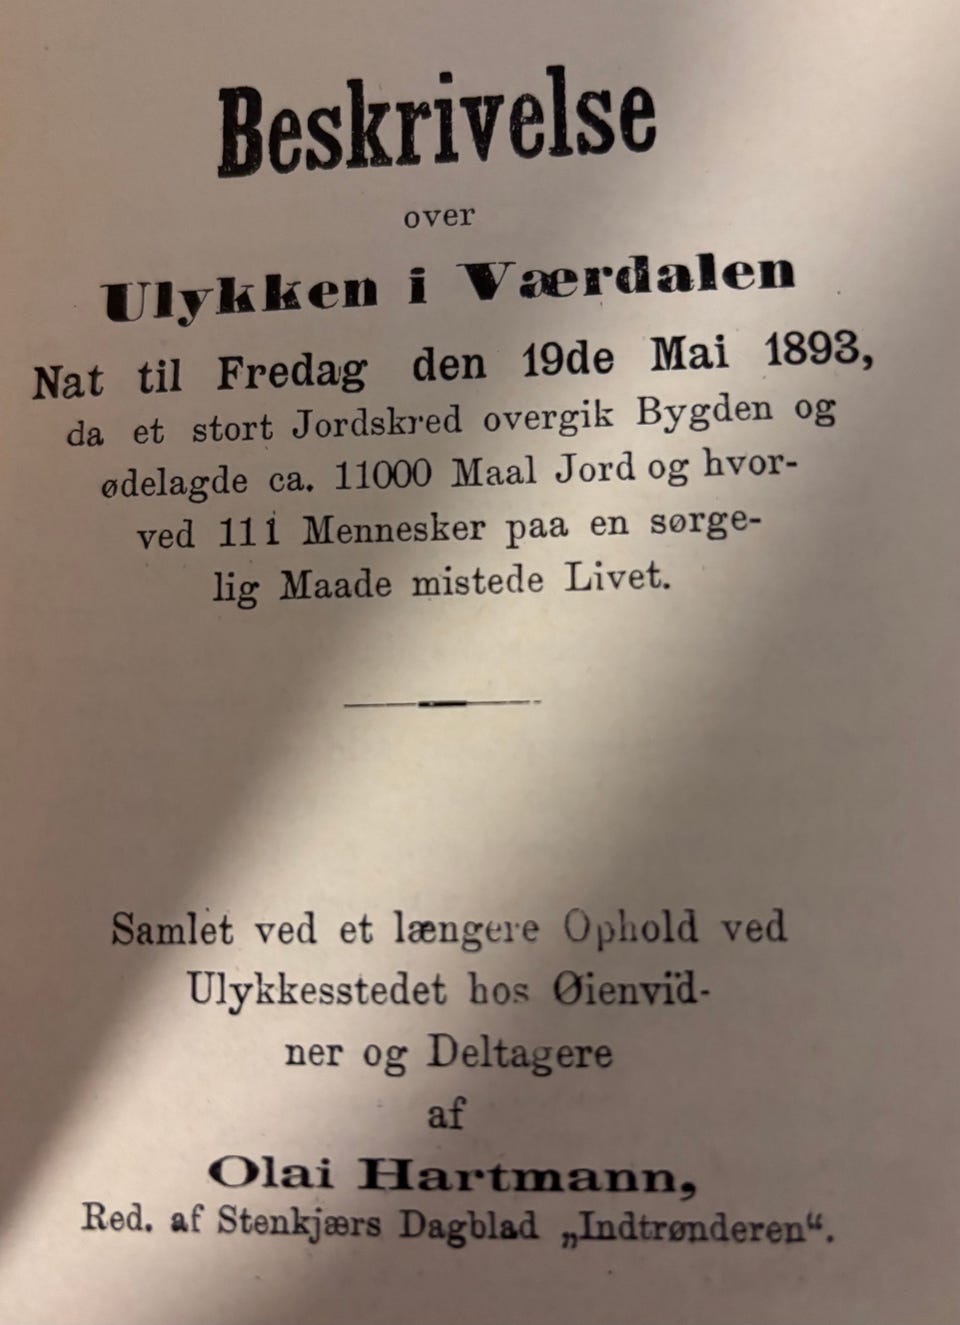 Beskrivelse
over
Ulykken i Værdalen
Nat til Fredag den 19de Mai 1893,
da et stort Jordskred overgik Bygden og
ødelagde ca. 11000 Maal Jord og hvor-
ved 111 Mennesker paa en sørge-
lig Maade mistede Livet.
Samlet ved et længere Ophold ved
Ulykkesstedet hos Øienvid-
ner og Deltagere
af
Olai Hartmann,
Red. af Stenkjærs Dagblad „Indtrønderen“.